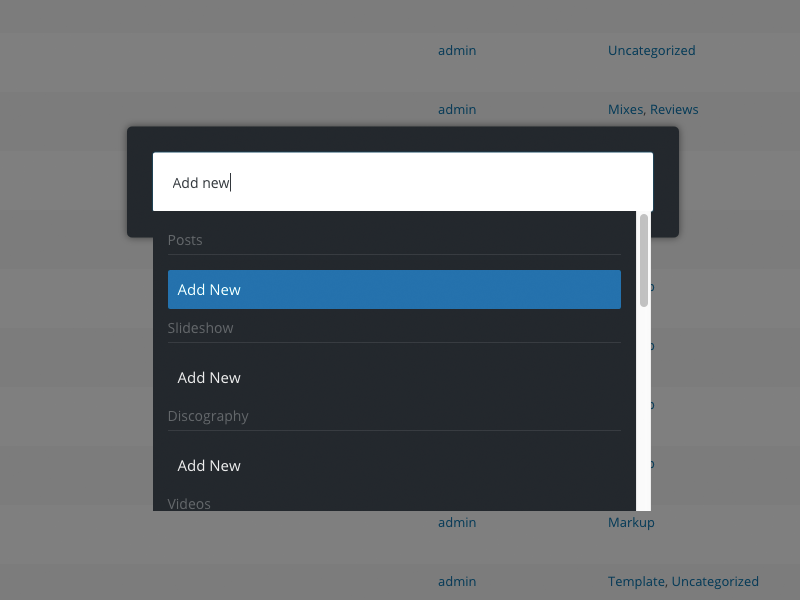 admin Uncategorized
admin Mixes, Reviews
Add new
Posts
Add New
Slideshow
Add New
Discography
Add New
Videos
admin Markup
admin Template, Uncategorized